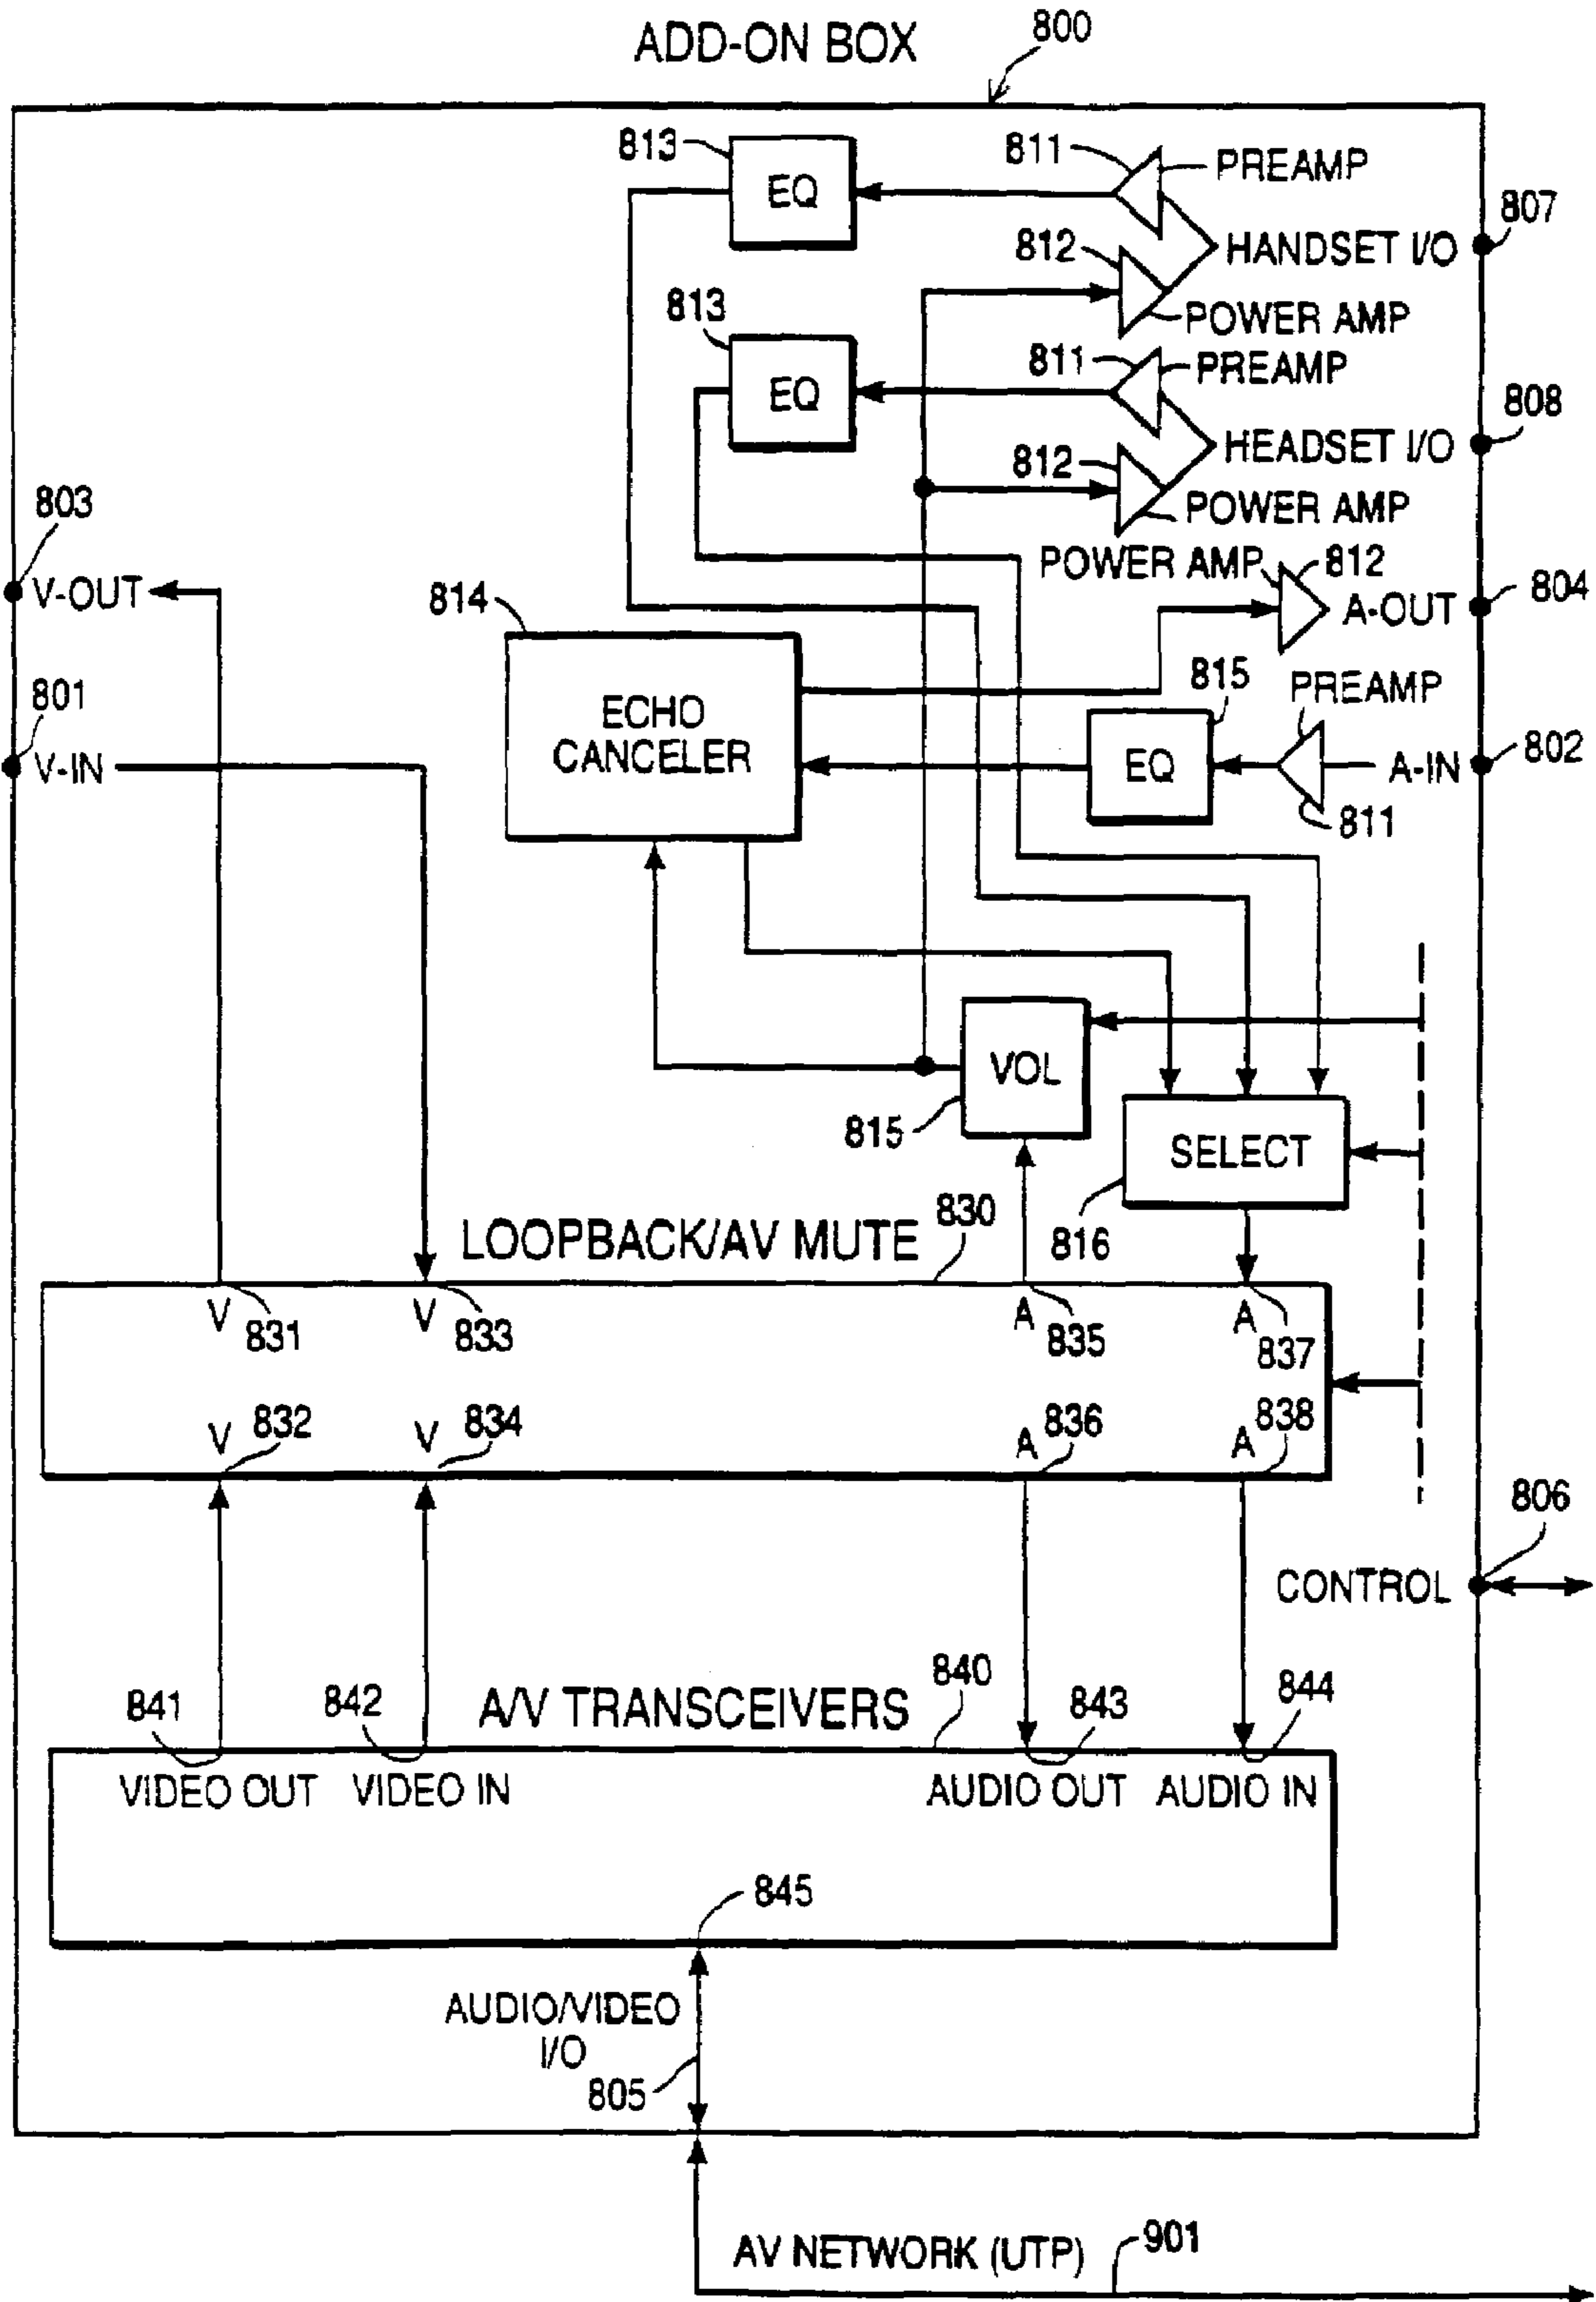 ADD-ON BOX
800
813
EQ
811
PREAMP
807
812
HANDSET I/O
POWER AMP
813
EQ
811
PREAMP
808
812
HEADSET I/O
POWER AMP
803
V-OUT
POWER AMP
812
804
A-OUT
814
ECHO
CANCELER
801
V-IN
815
EQ
PREAMP
A-IN
802
811
VOL
815
SELECT
816
LOOPBACK/AV MUTE
830
V
831
V
833
A
835
A
837
V
832
V
834
A
836
A
838
806
CONTROL
A/V TRANSCEIVERS
840
841
842
843
844
VIDEO OUT
VIDEO IN
AUDIO OUT
AUDIO IN
845
AUDIO/VIDEO
I/O
805
AV NETWORK (UTP)
901